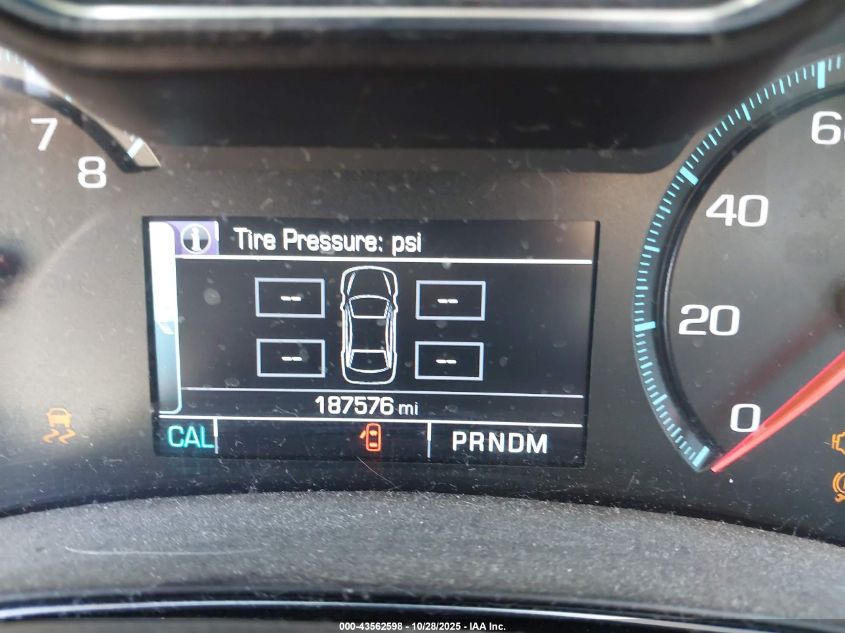 7
8
Tire Pressure: psi
-- --
-- --
187576 mi
CAL PRNDM
60
40
20
0
000-43562598 - 10/28/2025 - IAA Inc.